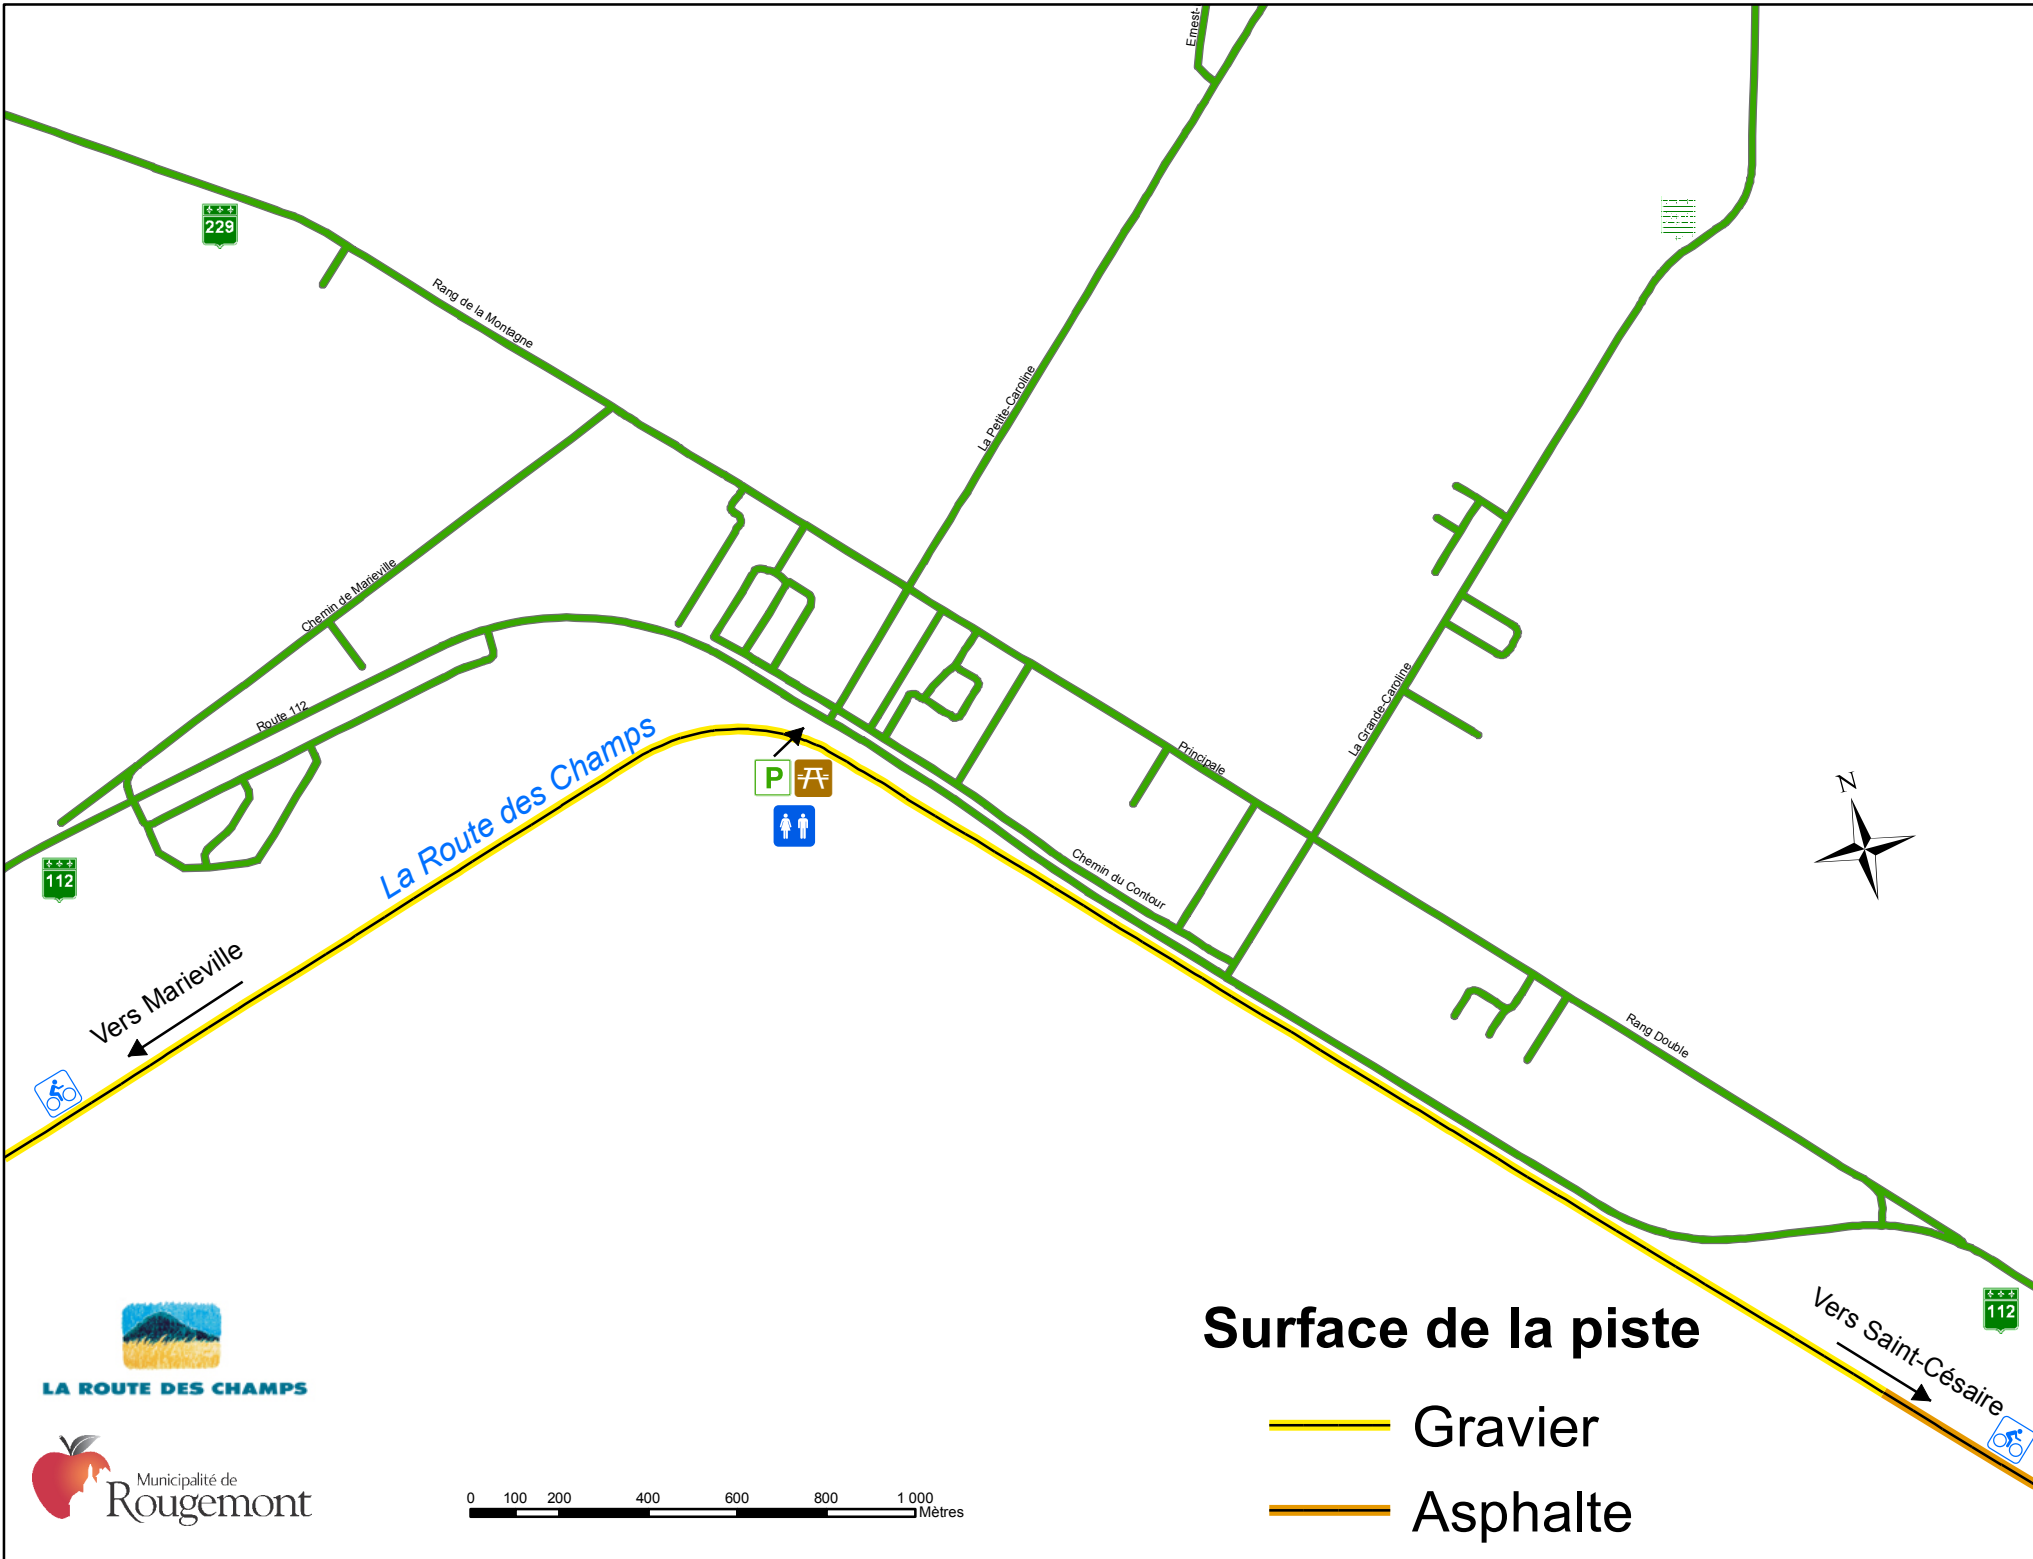 Ernest-
229
Rang de la Montagne
La Petite-Caroline
Chemin de Marieville
La Grande-Caroline
Route 112
La Route des Champs
Principale
P
N
112
Chemin du Contour
Vers Marieville
Rang Double
Vers Saint-Césaire
112
LA ROUTE DES CHAMPS
Municipalité de
Rougemont
0 100 200 400 600 800 1 000
Mètres
Surface de la piste
Gravier
Asphalte